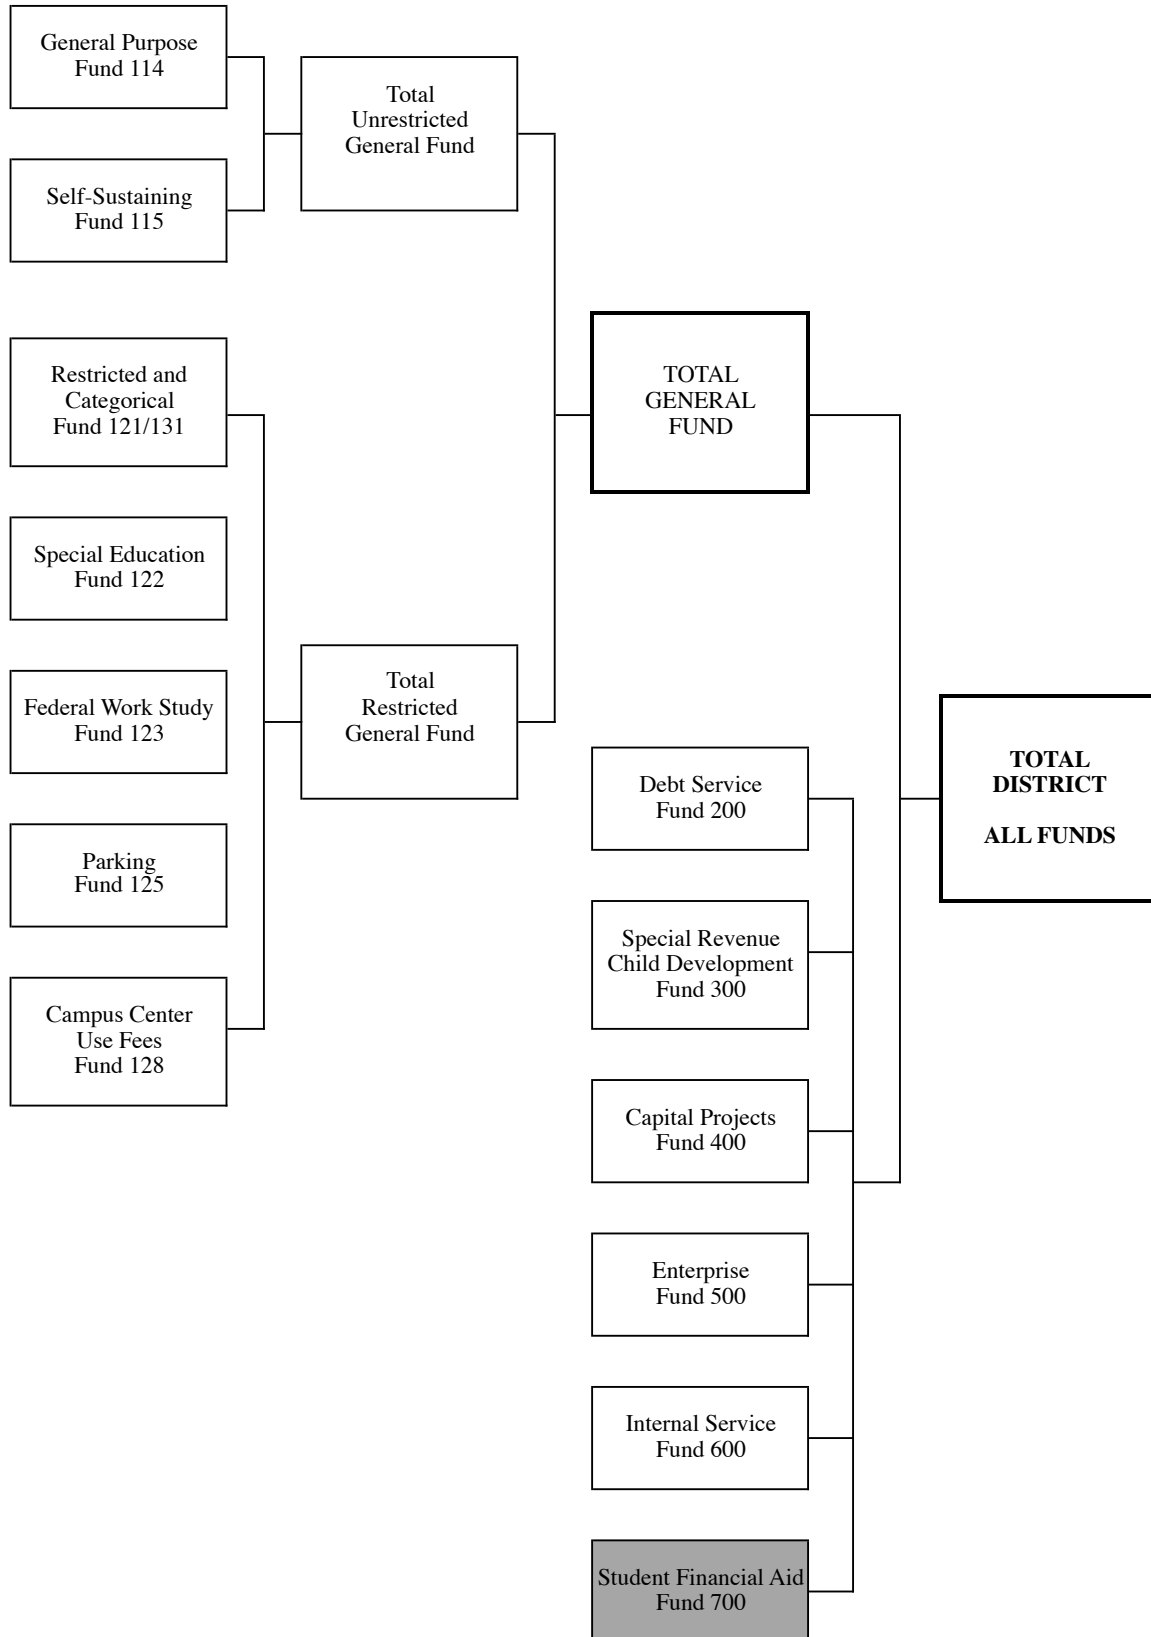 General Purpose
Fund 114
Self-Sustaining
Fund 115
Restricted and
Categorical
Fund 121/131
Special Education
Fund 122
Federal Work Study
Fund 123
Parking
Fund 125
Campus Center
Use Fees
Fund 128
Total
Unrestricted
General Fund
Total
Restricted
General Fund
TOTAL
GENERAL
FUND
Debt Service
Fund 200
Special Revenue
Child Development
Fund 300
Capital Projects
Fund 400
Enterprise
Fund 500
Internal Service
Fund 600
Student Financial Aid
Fund 700
TOTAL
DISTRICT
ALL FUNDS